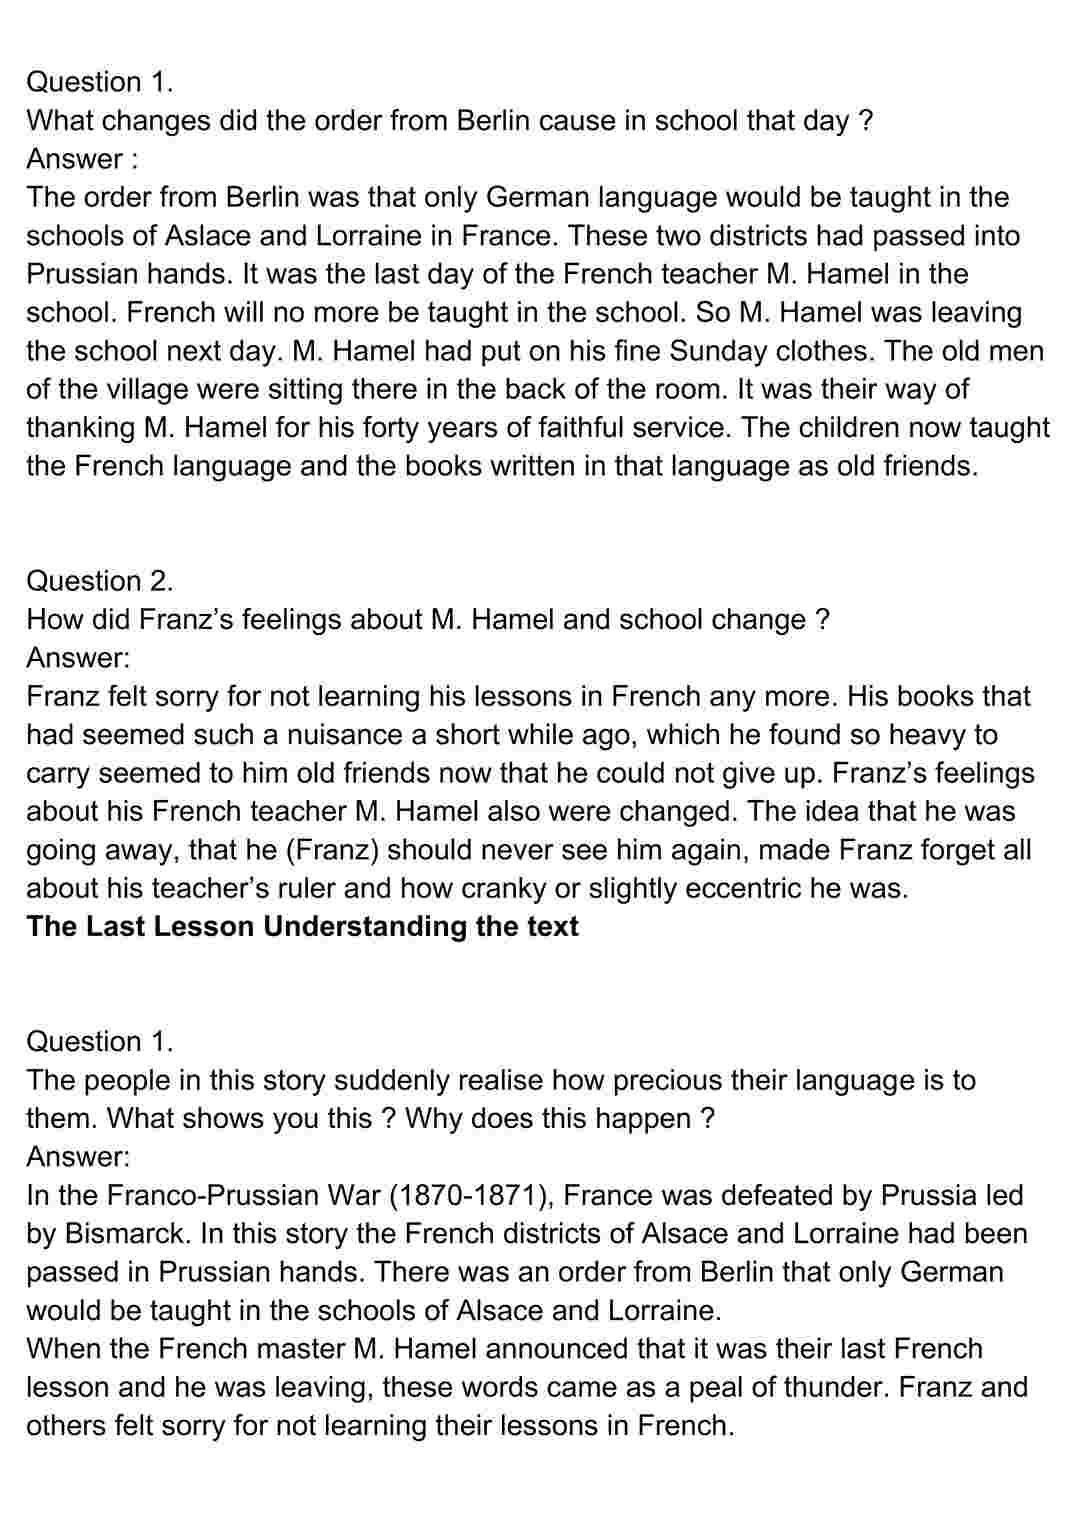 Question 1.
What changes did the order from Berlin cause in school that day ?
Answer :
The order from Berlin was that only German language would be taught in the
schools of Aslace and Lorraine in France. These two districts had passed into
Prussian hands. It was the last day of the French teacher M. Hamel in the
school. French will no more be taught in the school. So M. Hamel was leaving
the school next day. M. Hamel had put on his fine Sunday clothes. The old men
of the village were sitting there in the back of the room. It was their way of
thanking M. Hamel for his forty years of faithful service. The children now taught
the French language and the books written in that language as old friends.
Question 2.
How did Franz’s feelings about M. Hamel and school change ?
Answer:
Franz felt sorry for not learning his lessons in French any more. His books that
had seemed such a nuisance a short while ago, which he found so heavy to
carry seemed to him old friends now that he could not give up. Franz’s feelings
about his French teacher M. Hamel also were changed. The idea that he was
going away, that he (Franz) should never see him again, made Franz forget all
about his teacher’s ruler and how cranky or slightly eccentric he was.
The Last Lesson Understanding the text
Question 1.
The people in this story suddenly realise how precious their language is to
them. What shows you this ? Why does this happen ?
Answer:
In the Franco-Prussian War (1870-1871), France was defeated by Prussia led
by Bismarck. In this story the French districts of Alsace and Lorraine had been
passed in Prussian hands. There was an order from Berlin that only German
would be taught in the schools of Alsace and Lorraine.
When the French master M. Hamel announced that it was their last French
lesson and he was leaving, these words came as a peal of thunder. Franz and
others felt sorry for not learning their lessons in French.